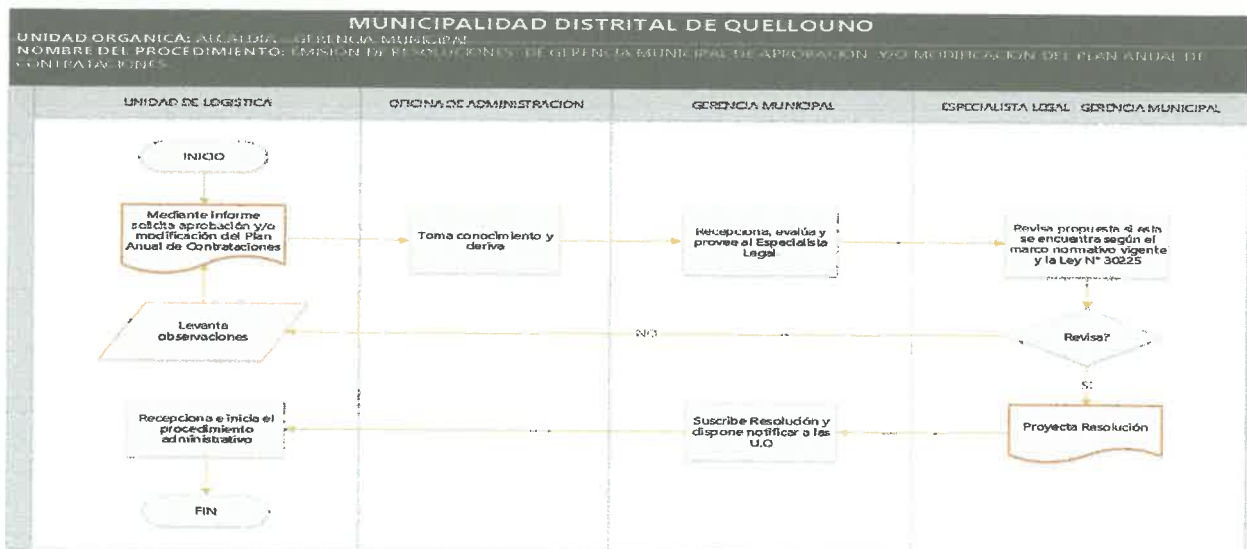 MUNICIPALIDAD DISTRITAL DE QUELLOUNO
UNIDAD ORGANICA: ALCALDIA - GERENCIA MUNICIPAL
NOMBRE DEL PROCEDIMIENTO: EMISION DE RESOLUCIONES DE GERENCIA MUNICIPAL DE APROBACION Y/O MODIFICACION DEL PLAN ANUAL DE
CONTRATACIONES
UNIDAD DE LOGISTICA
OFICINA DE ADMINISTRACION
GERENCIA MUNICIPAL
ESPECIALISTA LEGAL GERENCIA MUNICIPAL
INICIO
Mediante Informe
solicita aprobación y/o
modificación del Plan
Anual de Contrataciones
Toma conocimiento y
deriva
Recepciona, evalúa y
provee al Especialista
Legal
Revisa propuesta si esta
se encuentra según el
marco normativo vigente
y la Ley N° 30225
Levanta
observaciones
NO
Revisa?
SI
Recepciona e inicia el
procedimiento
administrativo
Suscribe Resolución y
dispone notificar a las
U.O
Proyecta Resolución
FIN